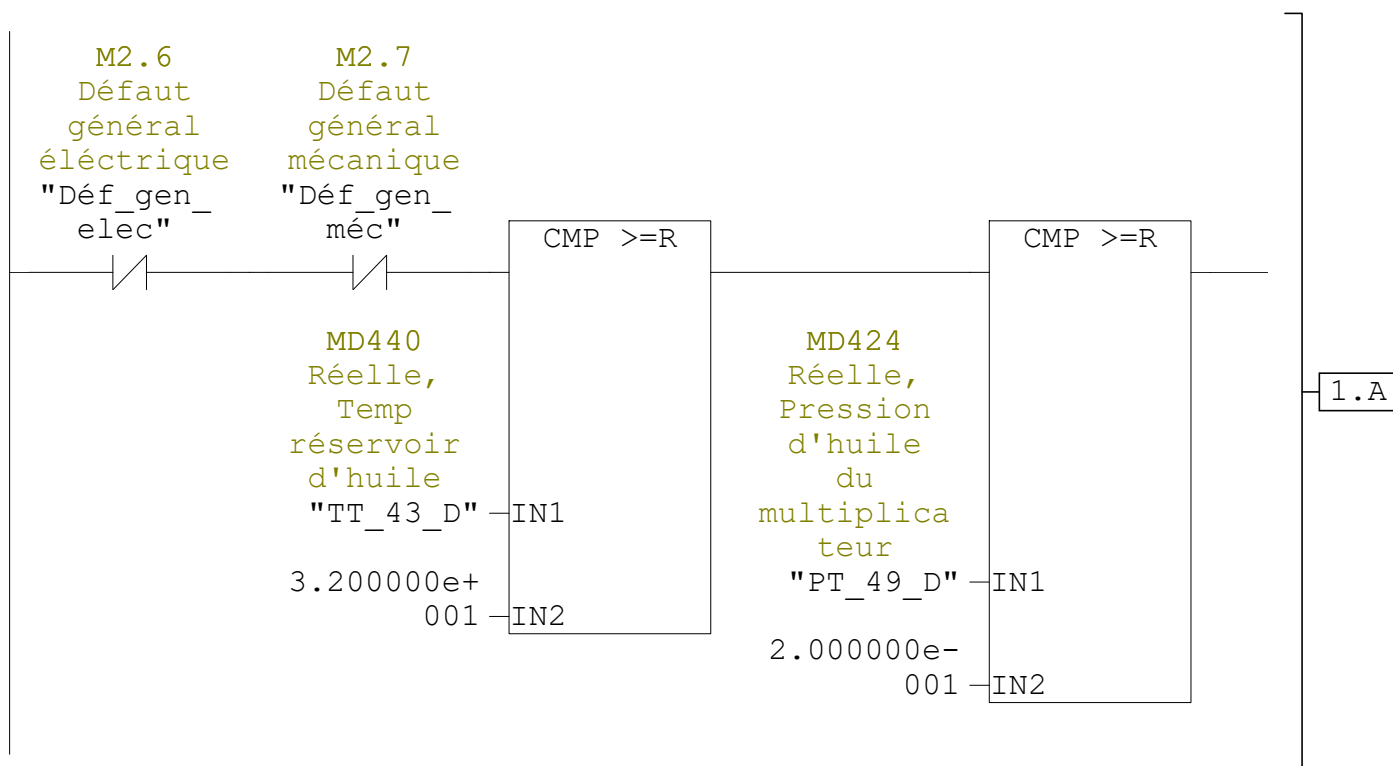 M2.6
Défaut
général
éléctrique
"Déf_gen_
elec"
M2.7
Défaut
général
mécanique
"Déf_gen_
méc"
CMP >=R
MD440
Réelle,
Temp
réservoir
d'huile
"TT_43_D"
IN1
3.200000e+
001
IN2
CMP >=R
MD424
Réelle,
Pression
d'huile
du
multiplica
teur
"PT_49_D"
IN1
2.000000e-
001
IN2
1.A